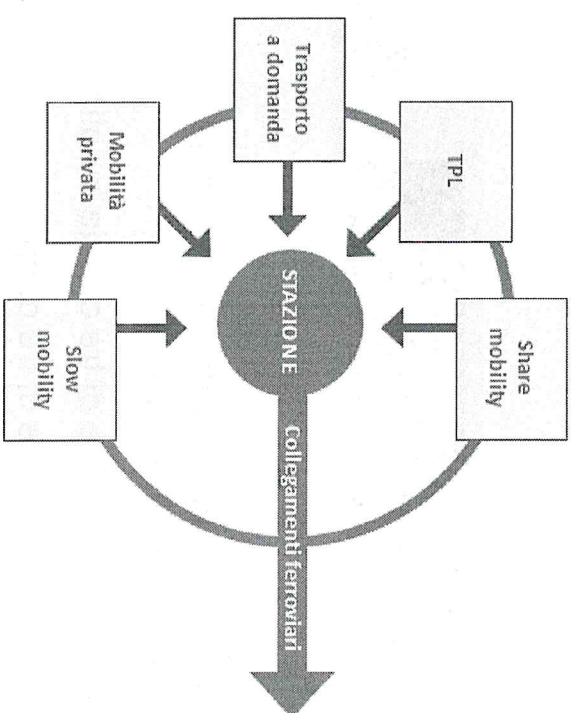 Slow
mobility
Mobilità
privata
Trasporto
a domanda
TPL
Share
mobility
STAZIONE
Collegamenti ferroviari